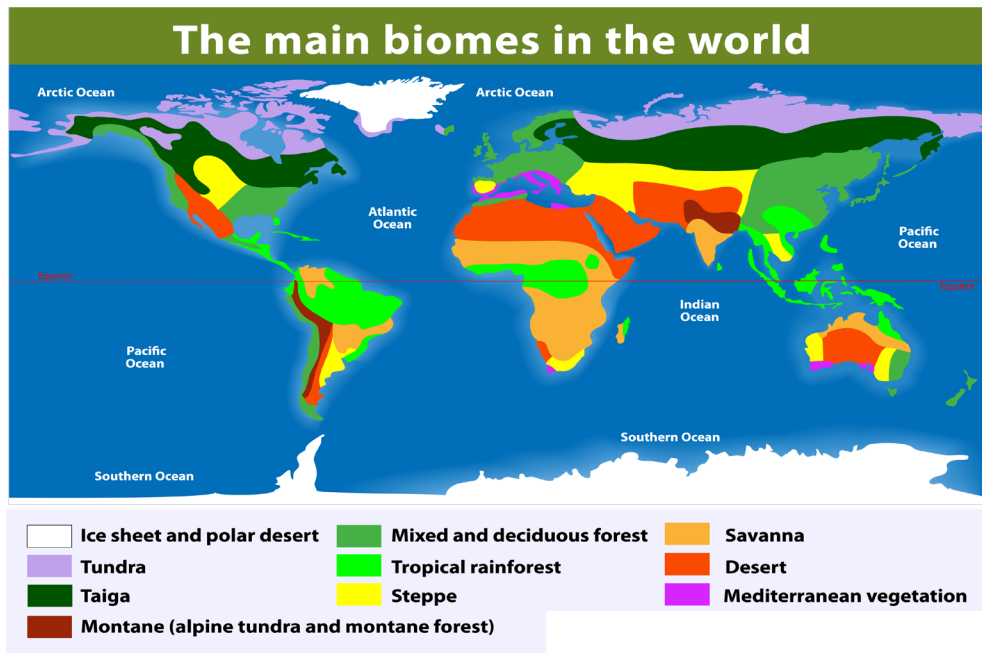 The main biomes in the world
Arctic Ocean
Arctic Ocean
Atlantic
Ocean
Pacific
Ocean
Equator
Equator
Indian
Ocean
Pacific
Ocean
Southern Ocean
Southern Ocean
Ice sheet and polar desert
Mixed and deciduous forest
Savanna
Tundra
Tropical rainforest
Desert
Taiga
Steppe
Mediterranean vegetation
Montane (alpine tundra and montane forest)